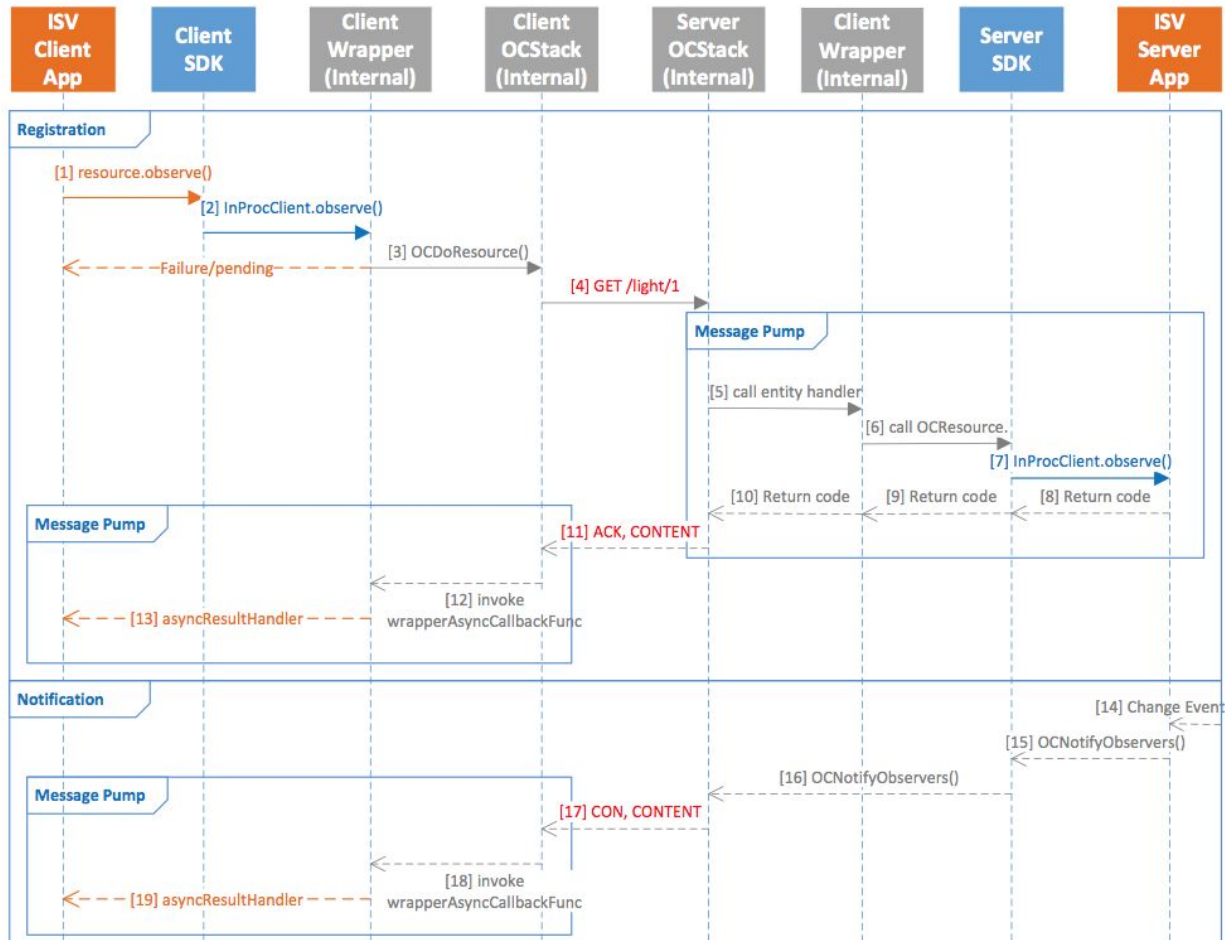 ISV
Client
App
Client
SDK
Client
Wrapper
(Internal)
Client
OCStack
(Internal)
Server
OCStack
(Internal)
Client
Wrapper
(Internal)
Server
SDK
ISV
Server
App
Registration
[1] resource.observe()
[2] InProcClient.observe()
[3] OCDoResource()
Failure/pending
[4] GET /light/1
Message Pump
[5] call entity handler
[6] call OCResource.
[7] InProcClient.observe()
[10] Return code
[9] Return code
[8] Return code
Message Pump
[11] ACK, CONTENT
[12] invoke
wrapperAsyncCallbackFunc
[13] asyncResultHandler
Notification
[14] Change Event
[15] OCNotifyObservers()
[16] OCNotifyObservers()
Message Pump
[17] CON, CONTENT
[18] invoke
wrapperAsyncCallbackFunc
[19] asyncResultHandler